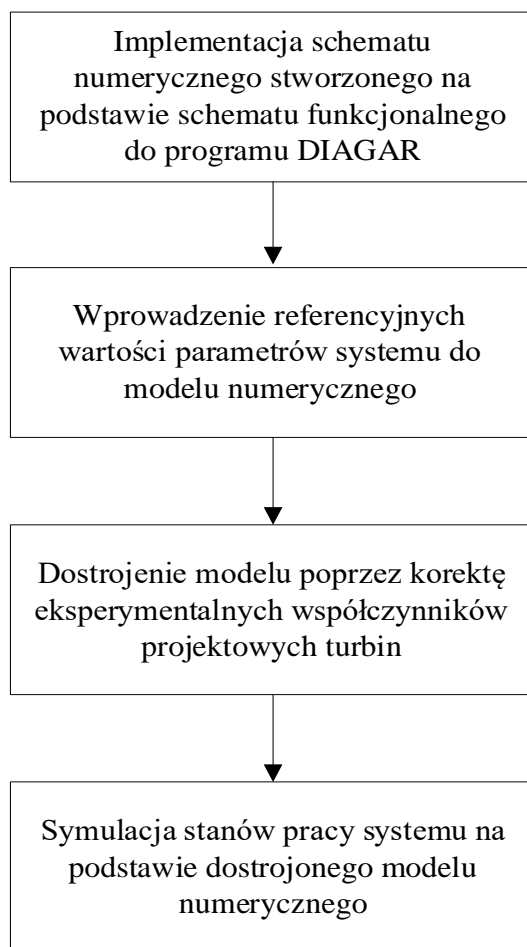 Implementacja schematu
numerycznego stworzonego na
podstawie schematu funkcjonalnego
do programu DIAGAR
Wprowadzenie referencyjnych
wartości parametrów systemu do
modelu numerycznego
Dostrojenie modelu poprzez korektę
eksperymentalnych współczynników
projektowych turbin
Symulacja stanów pracy systemu na
podstawie dostrojonego modelu
numerycznego